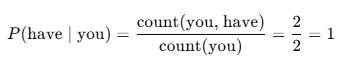 P(have | you) = count(you, have) / count(you) = 2/2 = 1